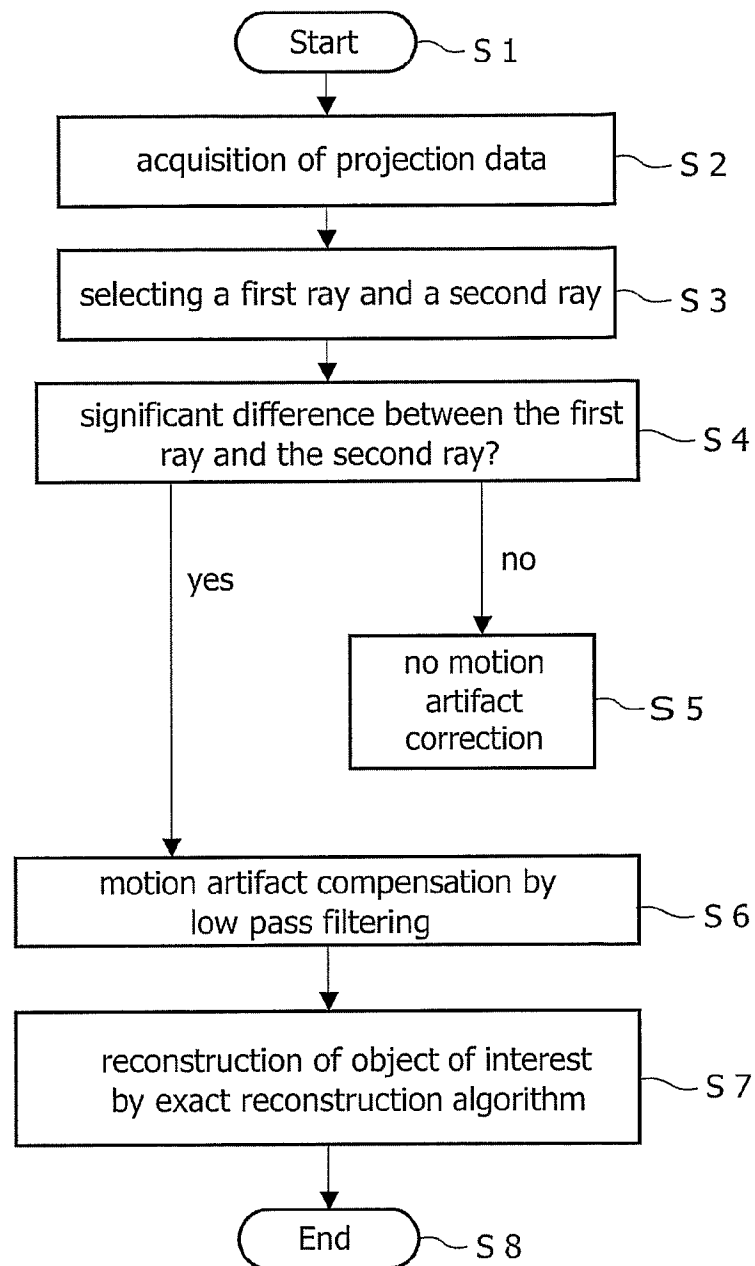 Start
S 1
acquisition of projection data
S 2
selecting a first ray and a second ray
S 3
significant difference between the first
ray and the second ray?
S 4
yes
no
no motion
artifact
correction
S 5
motion artifact compensation by
low pass filtering
S 6
reconstruction of object of interest
by exact reconstruction algorithm
S 7
End
S 8